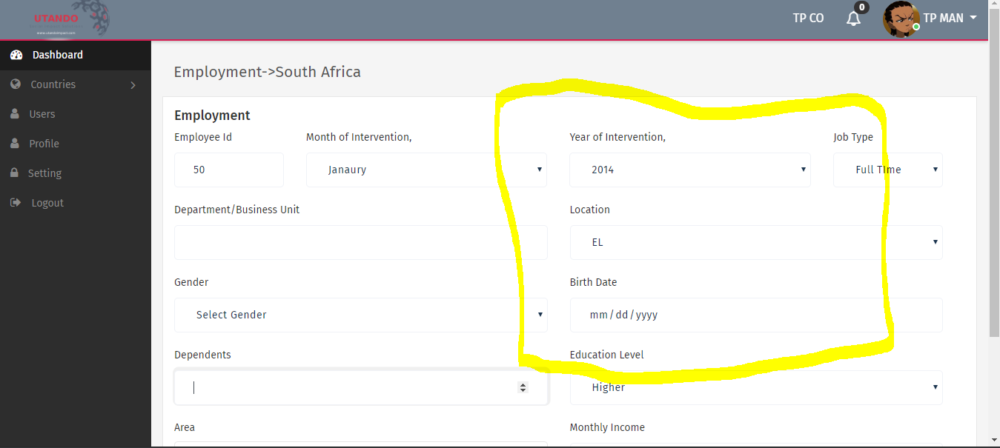 UTANDO
www.utandoimpact.com
TP CO
0
TP MAN
Dashboard
Countries
Users
Profile
Setting
Logout
Employment->South Africa
Employment
Employee Id Month of Intervention, Year of Intervention, Job Type
50 Janaury 2014 Full TIme
Department/Business Unit Location
EL
Gender Birth Date
Select Gender mm/dd/yyyy
Dependents Education Level
Higher
Area Monthly Income